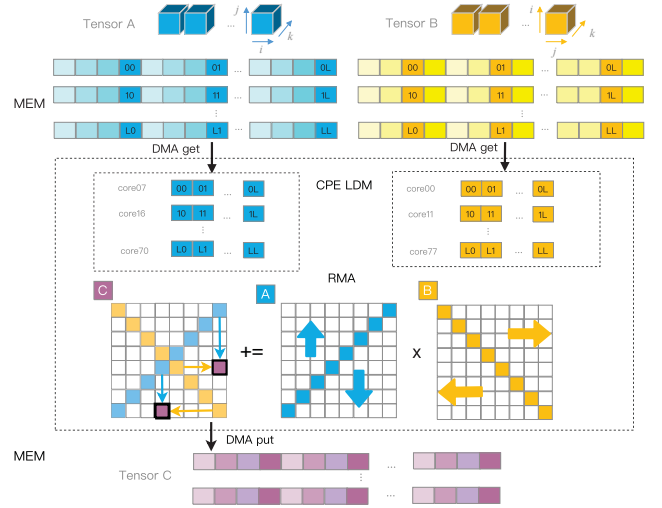 Tensor A
...
j
i
k
Tensor B
...
i
j
k
MEM
00 01 ... 0L
10 11 ... 1L
⋮
L0 L1 ... LL
00 01 ... 0L
10 11 ... 1L
⋮
L0 L1 ... LL
DMA get
DMA get
CPE LDM
core07 00 01 ... 0L
core16 10 11 ... 1L
⋮
core70 L0 L1 ... LL
core00 00 01 ... 0L
core11 10 11 ... 1L
⋮
core77 L0 L1 ... LL
RMA
C
A
B
+=
x
DMA put
MEM
Tensor C
...
⋮
...